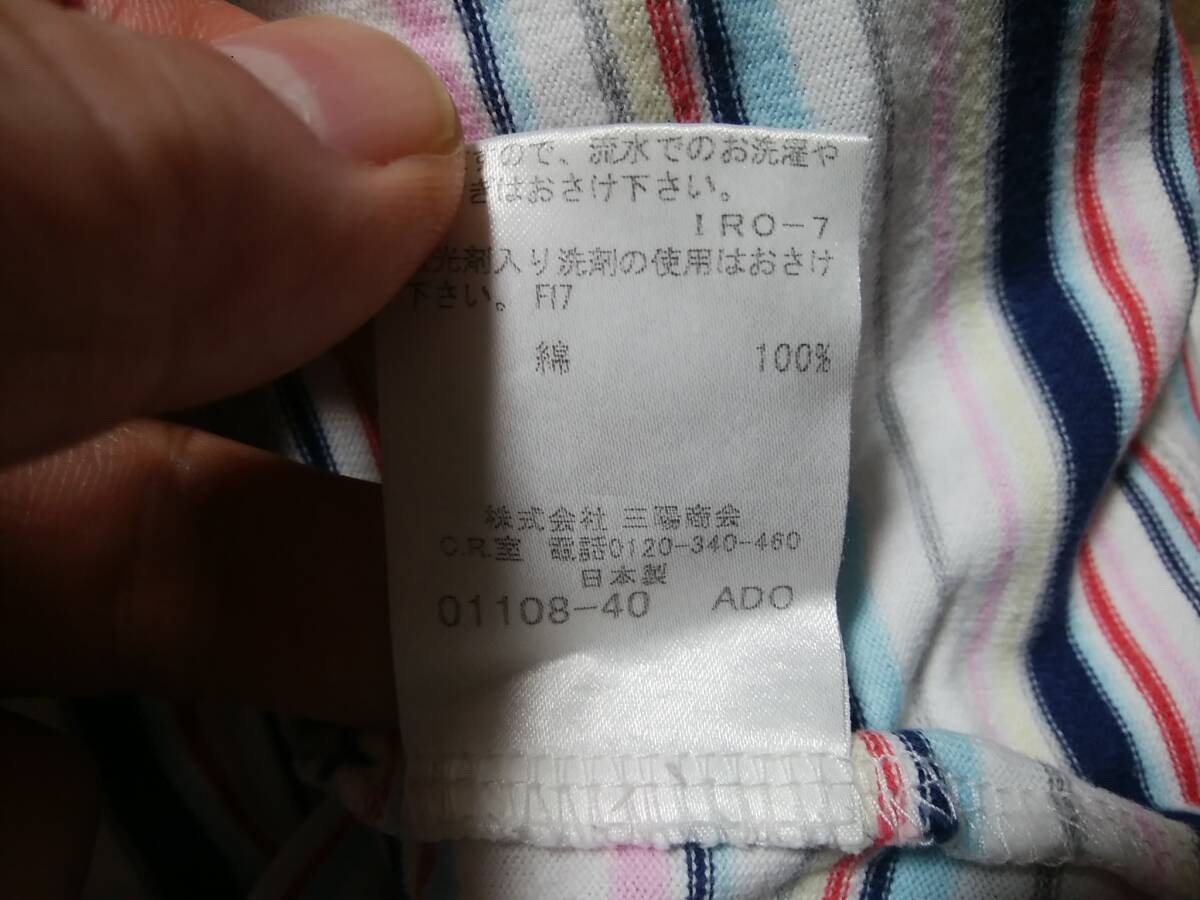 ので、流水でのお洗濯や
きはおさけ下さい。
IRO-7
光剤入り洗剤の使用はおさけ
下さい。 FI7
綿 100%
株式会社 三陽商会
C.R.室 電話0120-340-460
日本製
01108-40 ADO